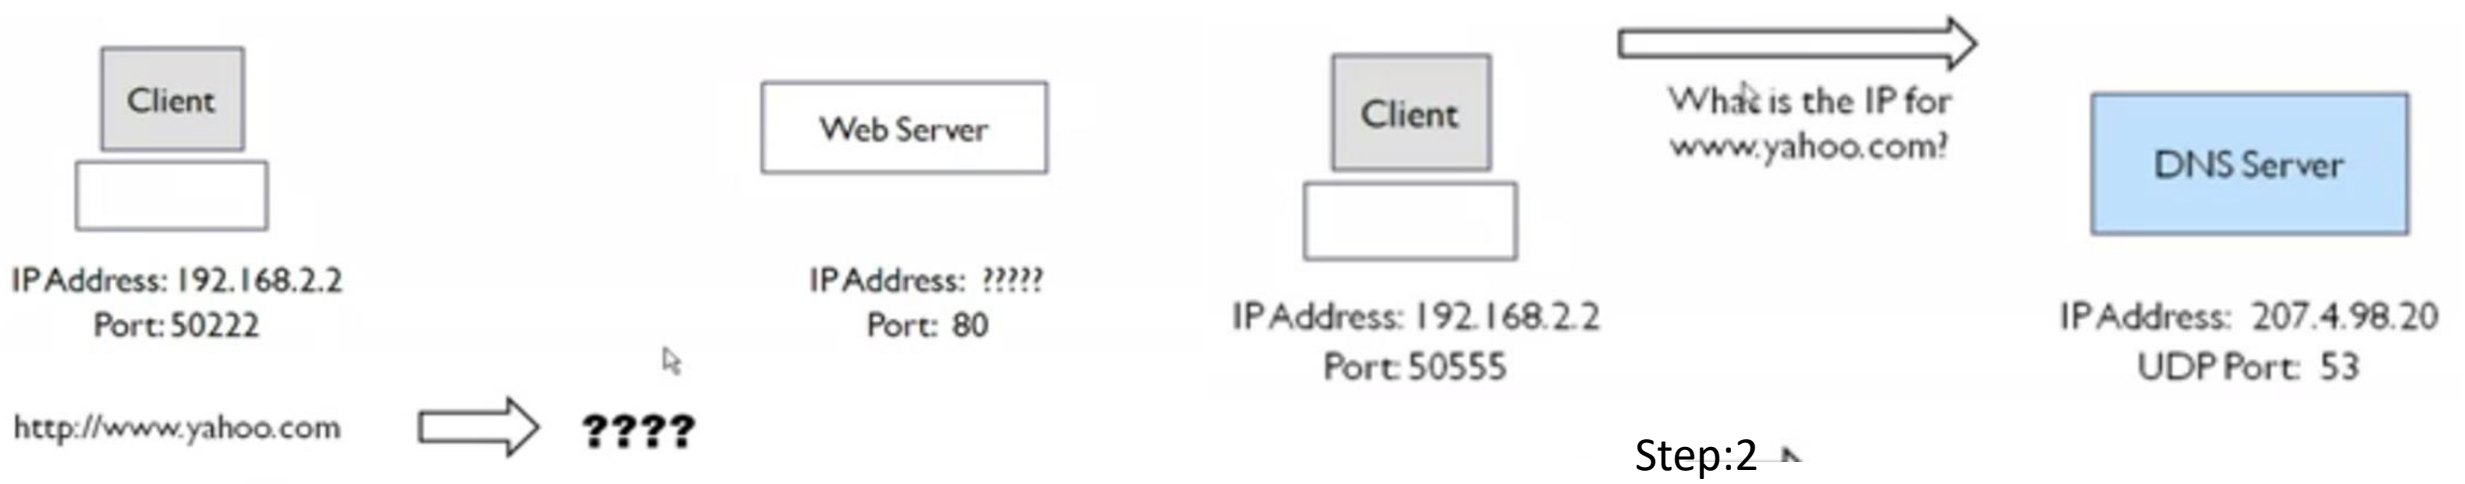 Client
Web Server
IP Address: 192.168.2.2
Port: 50222
IP Address: ?????
Port: 80
http://www.yahoo.com
????
Client
What is the IP for
www.yahoo.com?
DNS Server
IP Address: 192.168.2.2
Port: 50555
IP Address: 207.4.98.20
UDP Port: 53
Step:2